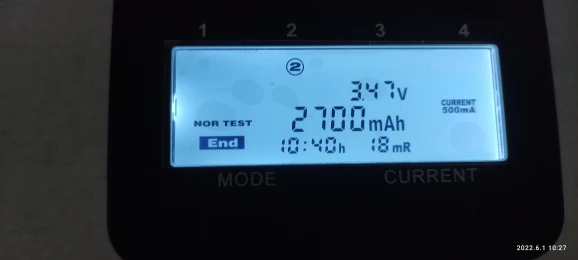 1 2 3 4
②
3.47V
NOR TEST 2700mAh CURRENT 500mA
End 10:40h 18mR
MODE CURRENT
2022.6.1 10:27